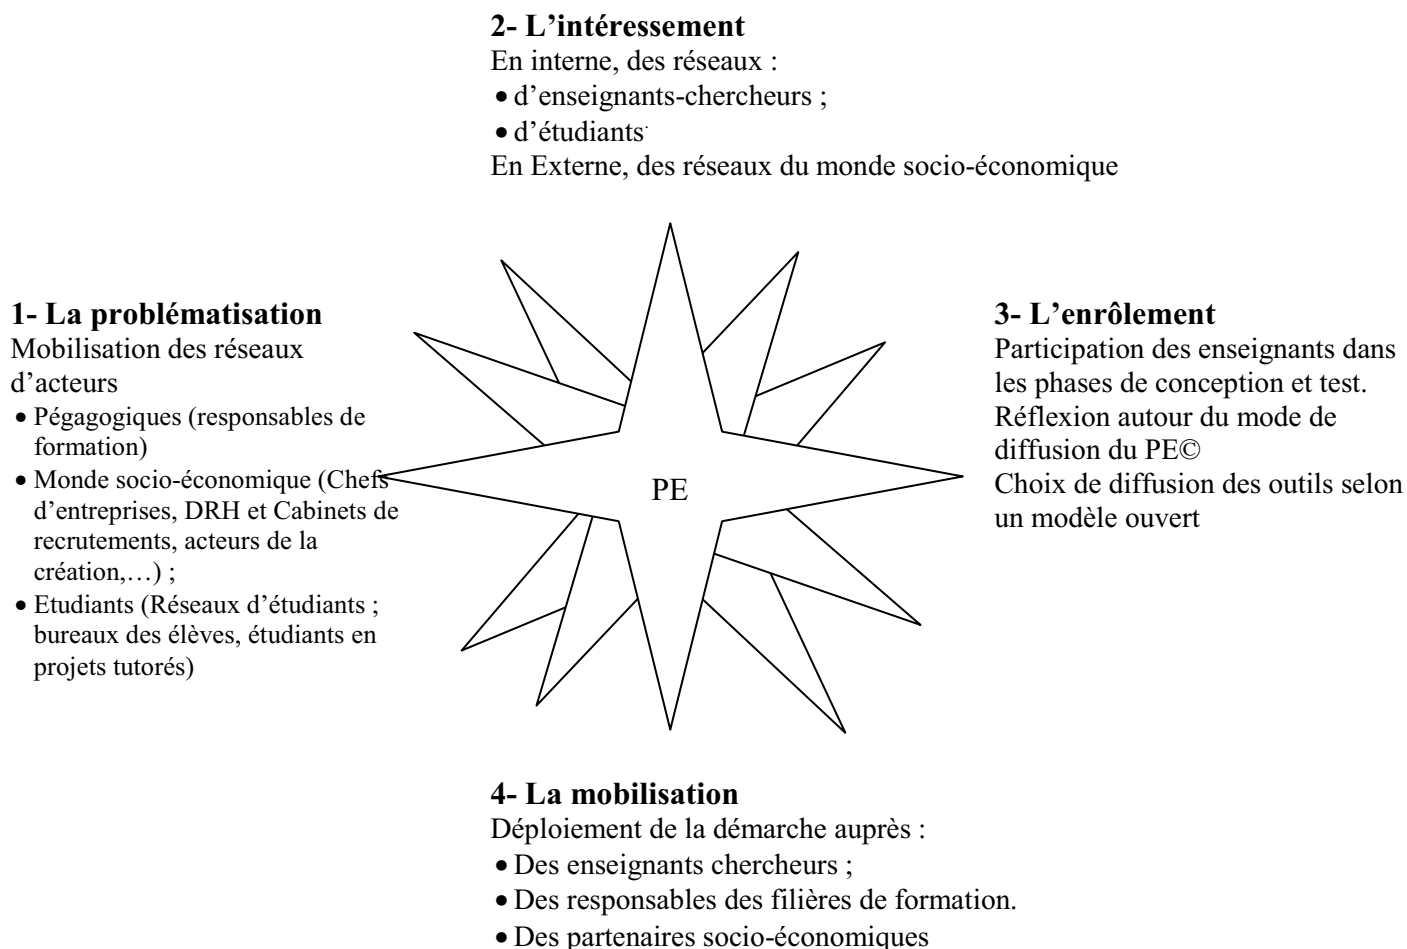 2- L’intéressement
En interne, des réseaux :
• d’enseignants-chercheurs ;
• d’étudiants.
En Externe, des réseaux du monde socio-économique
1- La problématisation
Mobilisation des réseaux
d’acteurs
• Pégagogiques (responsables de
formation)
• Monde socio-économique (Chefs
d’entreprises, DRH et Cabinets de
recrutements, acteurs de la
création,…) ;
• Etudiants (Réseaux d’étudiants ;
bureaux des élèves, étudiants en
projets tutorés)
PE
3- L’enrôlement
Participation des enseignants dans
les phases de conception et test.
Réflexion autour du mode de
diffusion du PE©
Choix de diffusion des outils selon
un modèle ouvert
4- La mobilisation
Déploiement de la démarche auprès :
• Des enseignants chercheurs ;
• Des responsables des filières de formation.
• Des partenaires socio-économiques